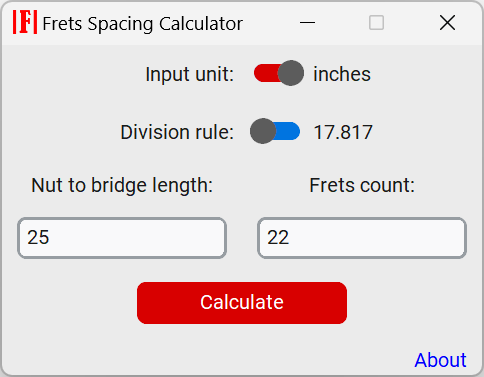 |F| Frets Spacing Calculator
Input unit: inches
Division rule: 17.817
Nut to bridge length: Frets count:
25 22
Calculate
About